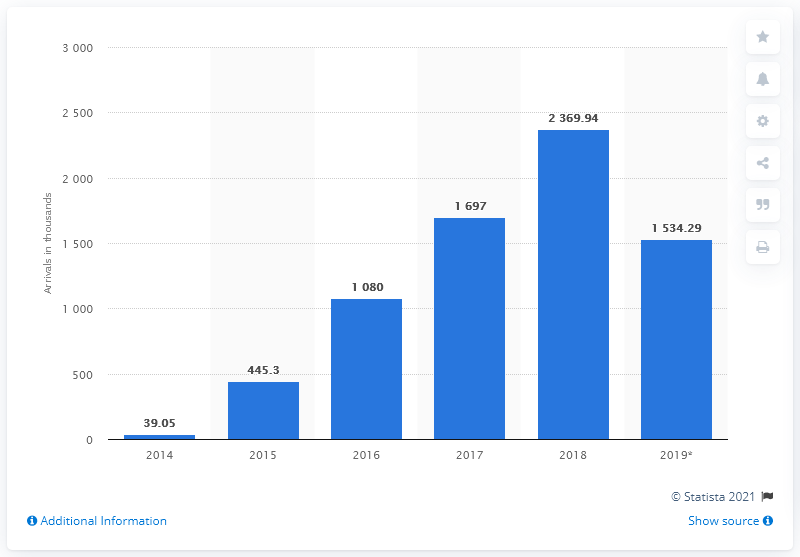 3 000
2 500
2 000
1 500
1 000
500
0
Arrivals in thousands
39.05
445.3
1 080
1 697
2 369.94
1 534.29
2014 2015 2016 2017 2018 2019*
© Statista 2021
Additional Information
Show source